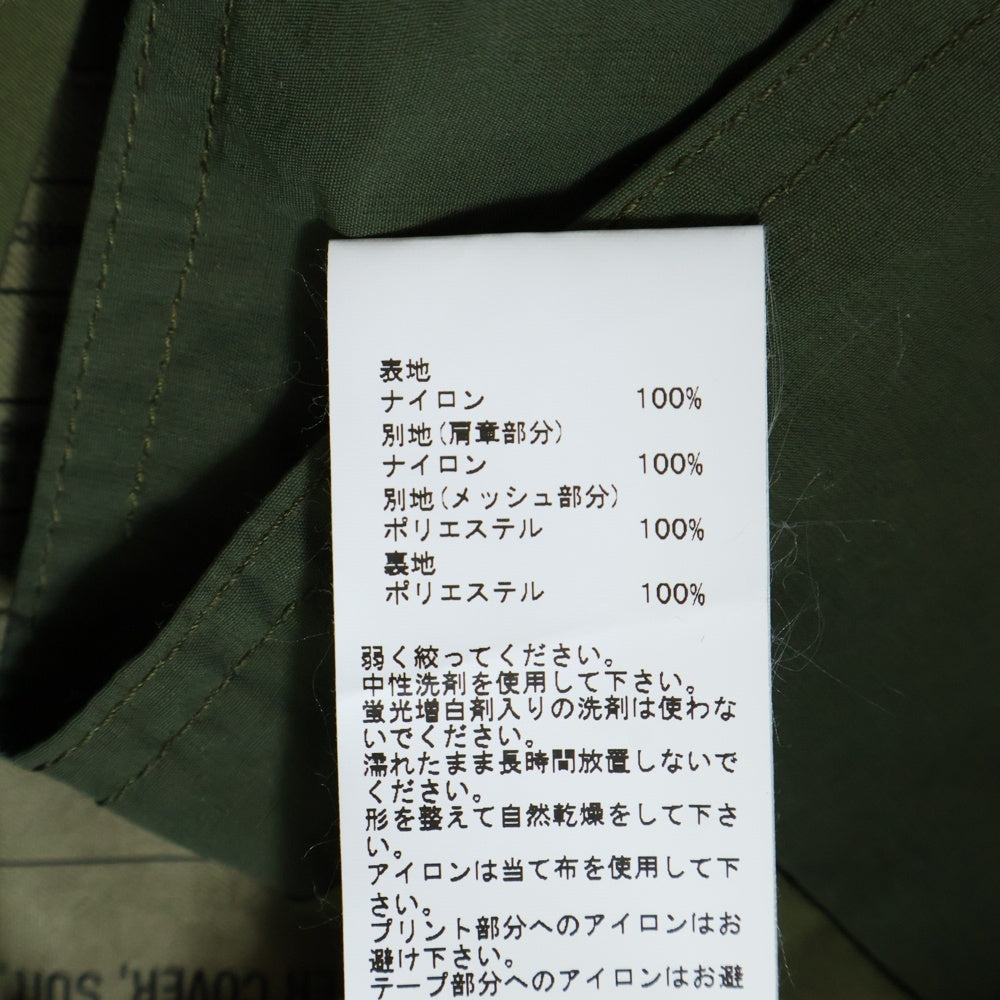 表地
ナイロン 100%
別地(肩章部分)
ナイロン 100%
別地(メッシュ部分)
ポリエステル 100%
裏地
ポリエステル 100%
弱く絞ってください。
中性洗剤を使用して下さい。
蛍光増白剤入りの洗剤は使わな
いでください。
濡れたまま長時間放置しないで
ください。
形を整えて自然乾燥をして下さ
い。
アイロンは当て布を使用して下
さい。
プリント部分へのアイロンはお
避け下さい。
テープ部分へのアイロンはお避
COVER, SUN